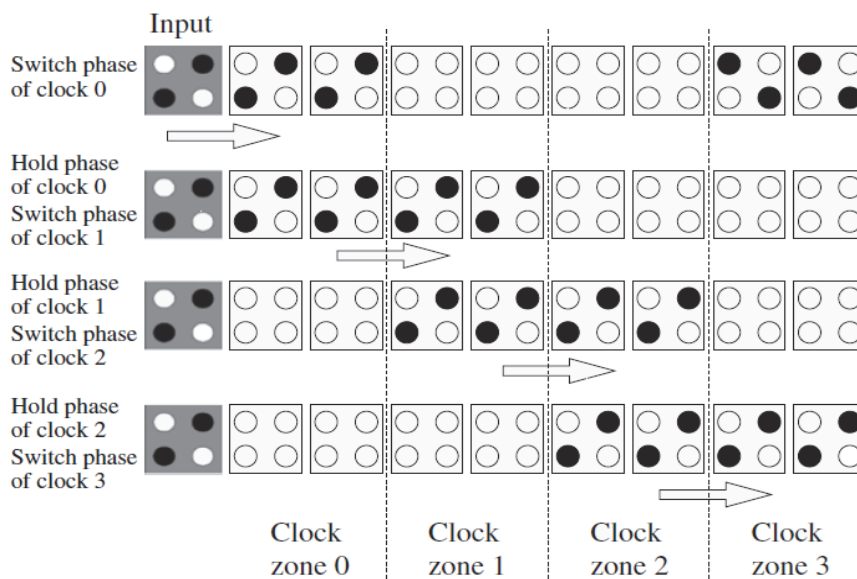 Input
Switch phase
of clock 0
Hold phase
of clock 0
Switch phase
of clock 1
Hold phase
of clock 1
Switch phase
of clock 2
Hold phase
of clock 2
Switch phase
of clock 3
Clock
zone 0
Clock
zone 1
Clock
zone 2
Clock
zone 3